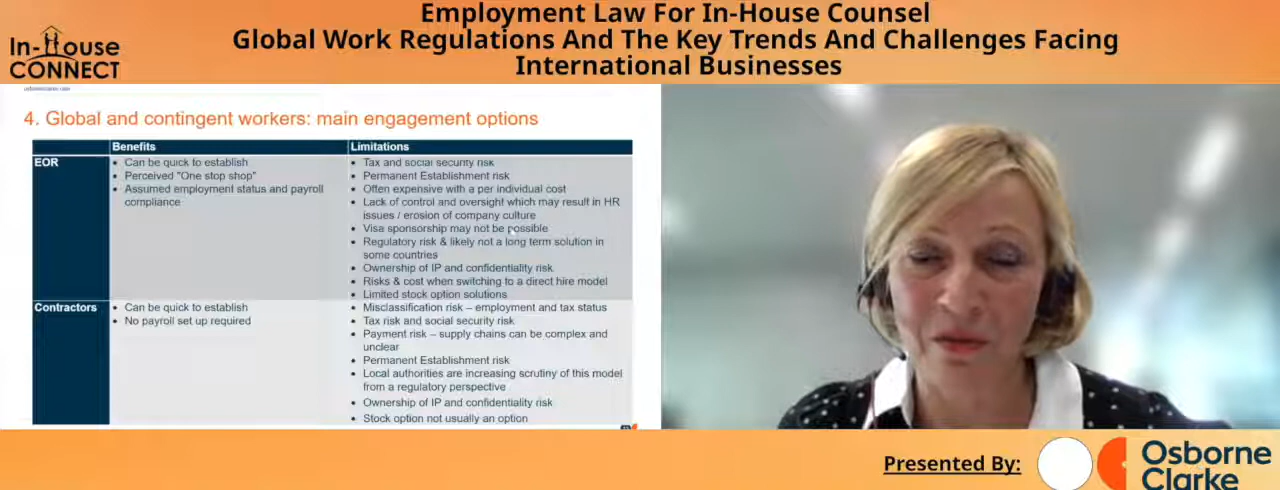 Employment Law For In-House Counsel
Global Work Regulations And The Key Trends And Challenges Facing
International Businesses
In-House
CONNECT
osborneclarke.com
4. Global and contingent workers: main engagement options
Benefits
Limitations
EOR
• Can be quick to establish
• Perceived "One stop shop"
• Assumed employment status and payroll
compliance
• Tax and social security risk
• Permanent Establishment risk
• Often expensive with a per individual cost
• Lack of control and oversight which may result in HR
issues / erosion of company culture
• Visa sponsorship may not be possible
• Regulatory risk & likely not a long term solution in
some countries
• Ownership of IP and confidentiality risk
• Risks & cost when switching to a direct hire model
• Limited stock option solutions
Contractors
• Can be quick to establish
• No payroll set up required
• Misclassification risk – employment and tax status
• Tax risk and social security risk
• Payment risk – supply chains can be complex and
unclear
• Permanent Establishment risk
• Local authorities are increasing scrutiny of this model
from a regulatory perspective
• Ownership of IP and confidentiality risk
• Stock option not usually an option
Presented By:
Osborne
Clarke